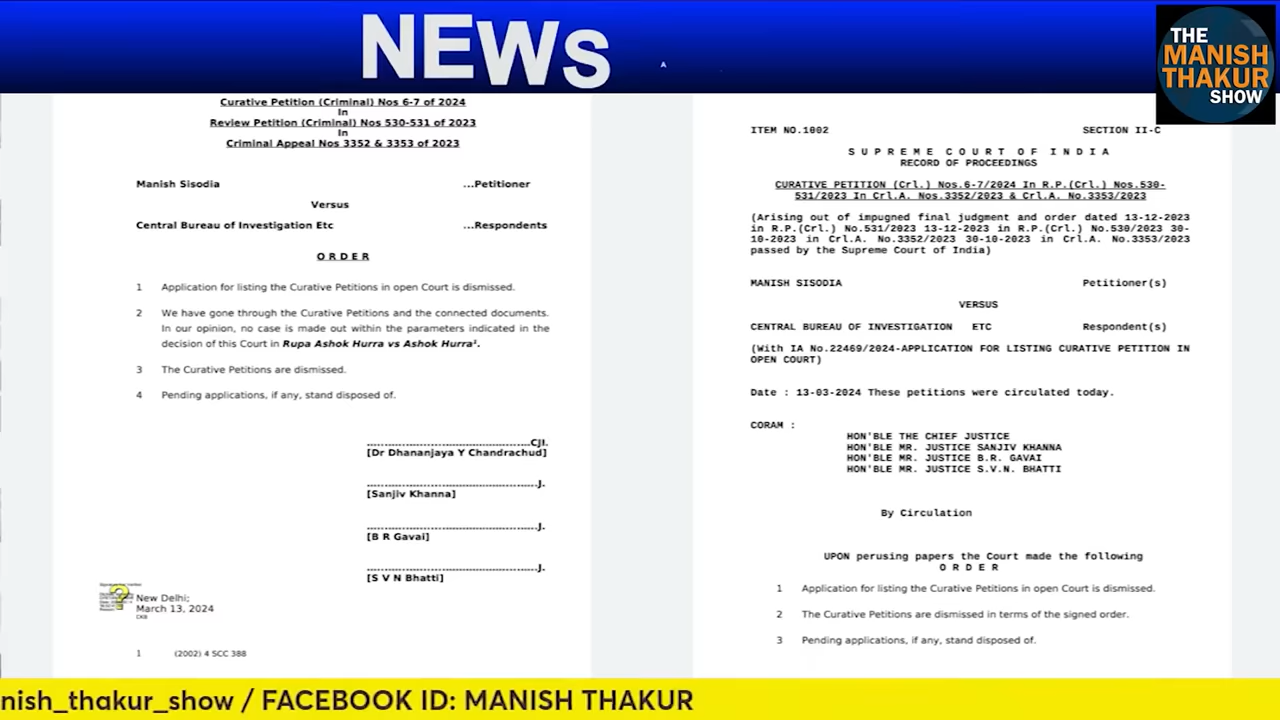 NEWs
A
THE
MANISH
THAKUR
SHOW
Curative Petition (Criminal) Nos 6-7 of 2024
In
Review Petition (Criminal) Nos 530-531 of 2023
In
Criminal Appeal Nos 3352 & 3353 of 2023
Manish Sisodia ...Petitioner
Versus
Central Bureau of Investigation Etc ...Respondents
O R D E R
1 Application for listing the Curative Petitions in open Court is dismissed.
2 We have gone through the Curative Petitions and the connected documents.
In our opinion, no case is made out within the parameters indicated in the
decision of this Court in Rupa Ashok Hurra vs Ashok Hurra¹.
3 The Curative Petitions are dismissed.
4 Pending applications, if any, stand disposed of.
....................................................CJI.
[Dr Dhananjaya Y Chandrachud]
......................................................J.
[Sanjiv Khanna]
......................................................J.
[B R Gavai]
......................................................J.
[S V N Bhatti]
New Delhi;
March 13, 2024
CKB
1 (2002) 4 SCC 388
ITEM NO.1002 SECTION II-C
S U P R E M E C O U R T O F I N D I A
RECORD OF PROCEEDINGS
CURATIVE PETITION (Crl.) Nos.6-7/2024 In R.P.(Crl.) Nos.530-
531/2023 In Crl.A. Nos.3352/2023 & Crl.A. No.3353/2023
(Arising out of impugned final judgment and order dated 13-12-2023
in R.P.(Crl.) No.531/2023 13-12-2023 in R.P.(Crl.) No.530/2023 30-
10-2023 in Crl.A. No.3352/2023 30-10-2023 in Crl.A. No.3353/2023
passed by the Supreme Court of India)
MANISH SISODIA Petitioner(s)
VERSUS
CENTRAL BUREAU OF INVESTIGATION ETC Respondent(s)
(With IA No.22469/2024-APPLICATION FOR LISTING CURATIVE PETITION IN
OPEN COURT)
Date : 13-03-2024 These petitions were circulated today.
CORAM :
HON'BLE THE CHIEF JUSTICE
HON'BLE MR. JUSTICE SANJIV KHANNA
HON'BLE MR. JUSTICE B.R. GAVAI
HON'BLE MR. JUSTICE S.V.N. BHATTI
By Circulation
UPON perusing papers the Court made the following
O R D E R
1 Application for listing the Curative Petitions in open Court is dismissed.
2 The Curative Petitions are dismissed in terms of the signed order.
3 Pending applications, if any, stand disposed of.
nish_thakur_show / FACEBOOK ID: MANISH THAKUR